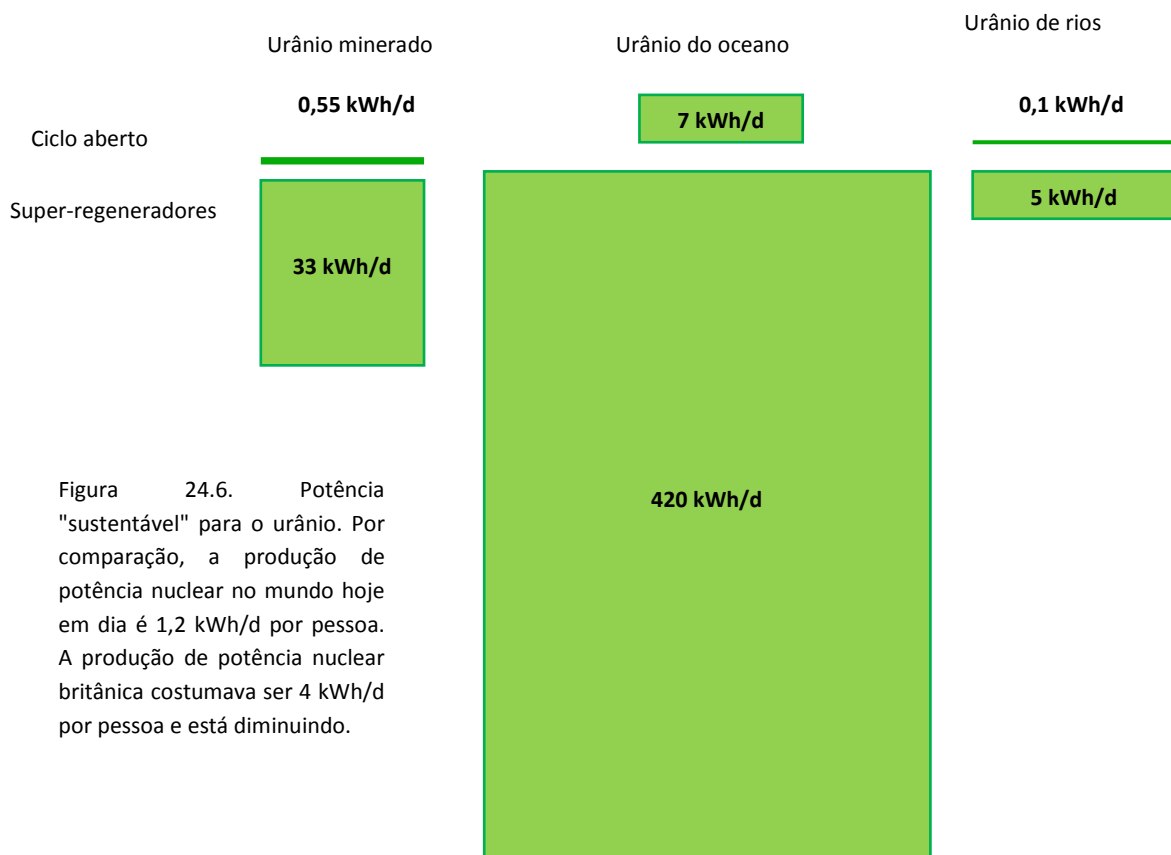 Urânio minerado
Urânio do oceano
Urânio de rios
0,55 kWh/d
7 kWh/d
0,1 kWh/d
Ciclo aberto
Super-regeneradores
5 kWh/d
33 kWh/d
420 kWh/d
Figura 24.6. Potência
"sustentável" para o urânio. Por
comparação, a produção de
potência nuclear no mundo hoje
em dia é 1,2 kWh/d por pessoa.
A produção de potência nuclear
britânica costumava ser 4 kWh/d
por pessoa e está diminuindo.